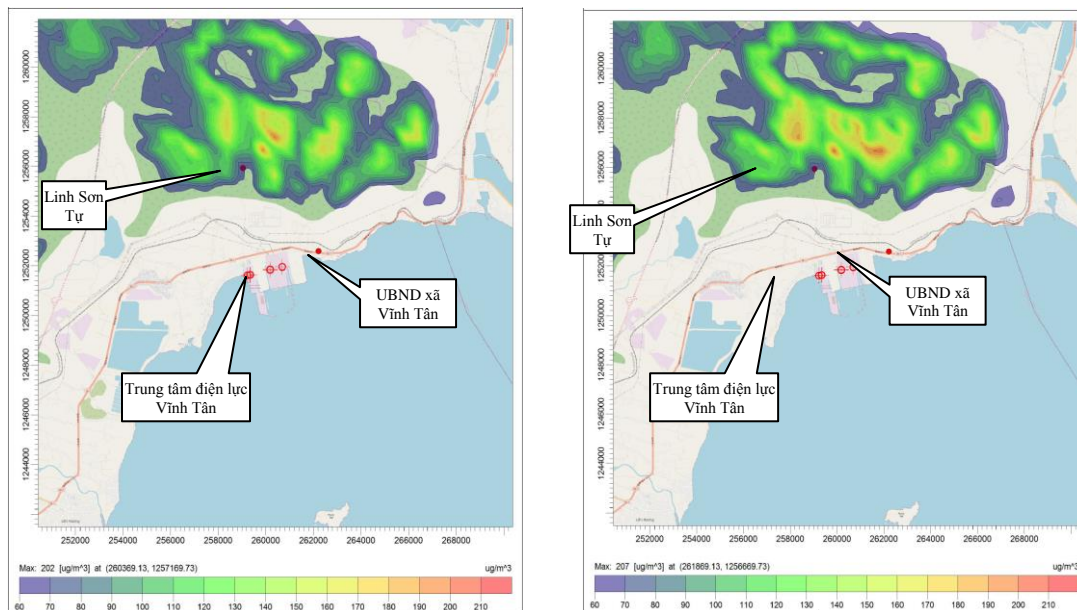 1260000
1258000
1256000
1254000
1252000
1250000
1248000
1246000
1244000
Linh Sơn
Tự
UBND xã
Vĩnh Tân
Trung tâm điện lực
Vĩnh Tân
252000 254000 256000 258000 260000 262000 264000 266000 268000
Max: 202 [ug/m^3] at (260369.13, 1257169.73)
ug/m^3
60 70 80 90 100 110 120 130 140 150 160 170 180 190 200 210
1260000
1258000
1256000
1254000
1252000
1250000
1248000
1246000
1244000
Linh Sơn
Tự
UBND xã
Vĩnh Tân
Trung tâm điện lực
Vĩnh Tân
252000 254000 256000 258000 260000 262000 264000 266000 268000
Max: 207 [ug/m^3] at (261869.13, 1256669.73)
ug/m^3
60 70 80 90 100 110 120 130 140 150 160 170 180 190 200 210